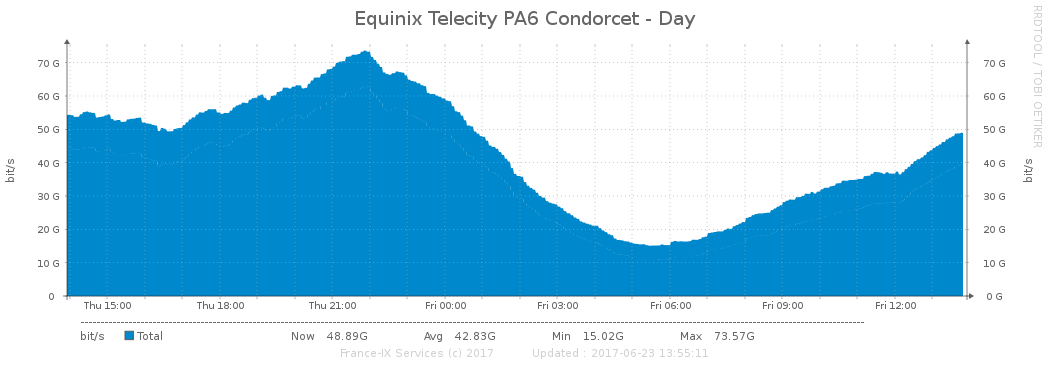 Equinix Telecity PA6 Condorcet - Day
RRDTOOL / TOBI OETIKER
bit/s
70 G 70 G
60 G 60 G
50 G 50 G
40 G 40 G
30 G 30 G
20 G 20 G
10 G 10 G
0 0 G
bit/s
Thu 15:00 Thu 18:00 Thu 21:00 Fri 00:00 Fri 03:00 Fri 06:00 Fri 09:00 Fri 12:00
bit/s Total Now 48.89G Avg 42.83G Min 15.02G Max 73.57G
France-IX Services (c) 2017 Updated : 2017-06-23 13:55:11